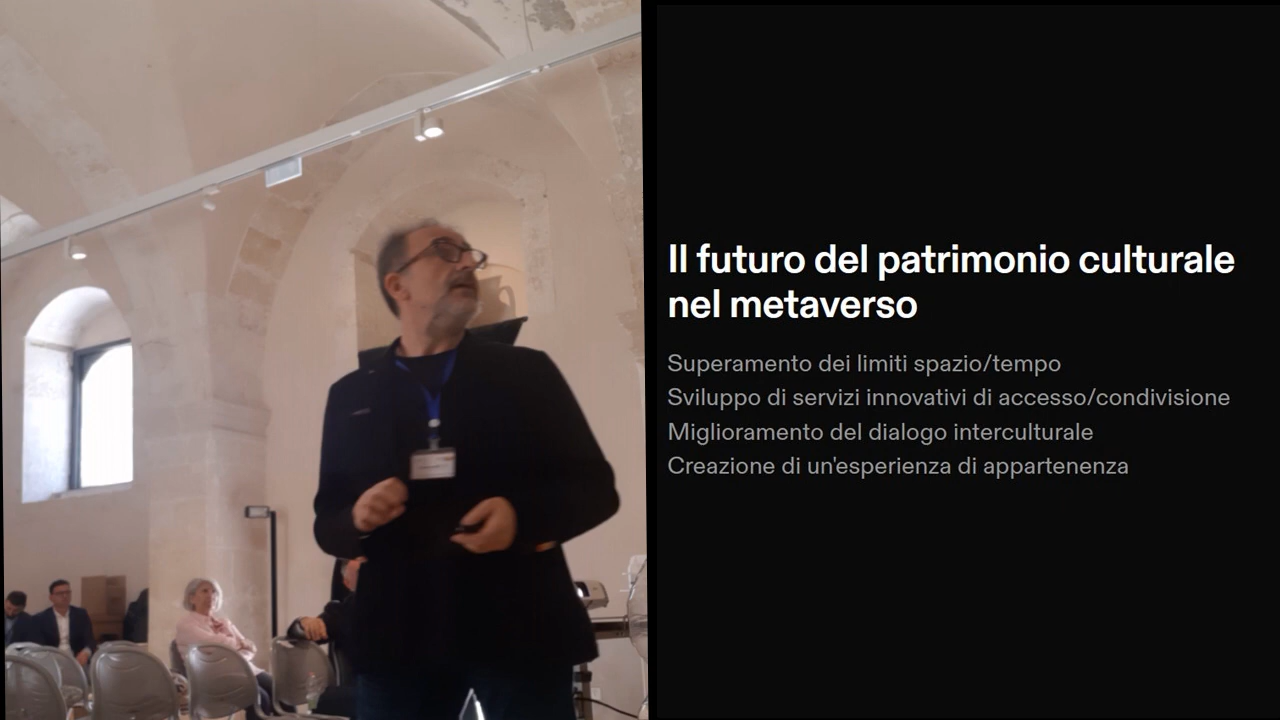 Il futuro del patrimonio culturale
nel metaverso
Superamento dei limiti spazio/tempo
Sviluppo di servizi innovativi di accesso/condivisione
Miglioramento del dialogo interculturale
Creazione di un'esperienza di appartenenza